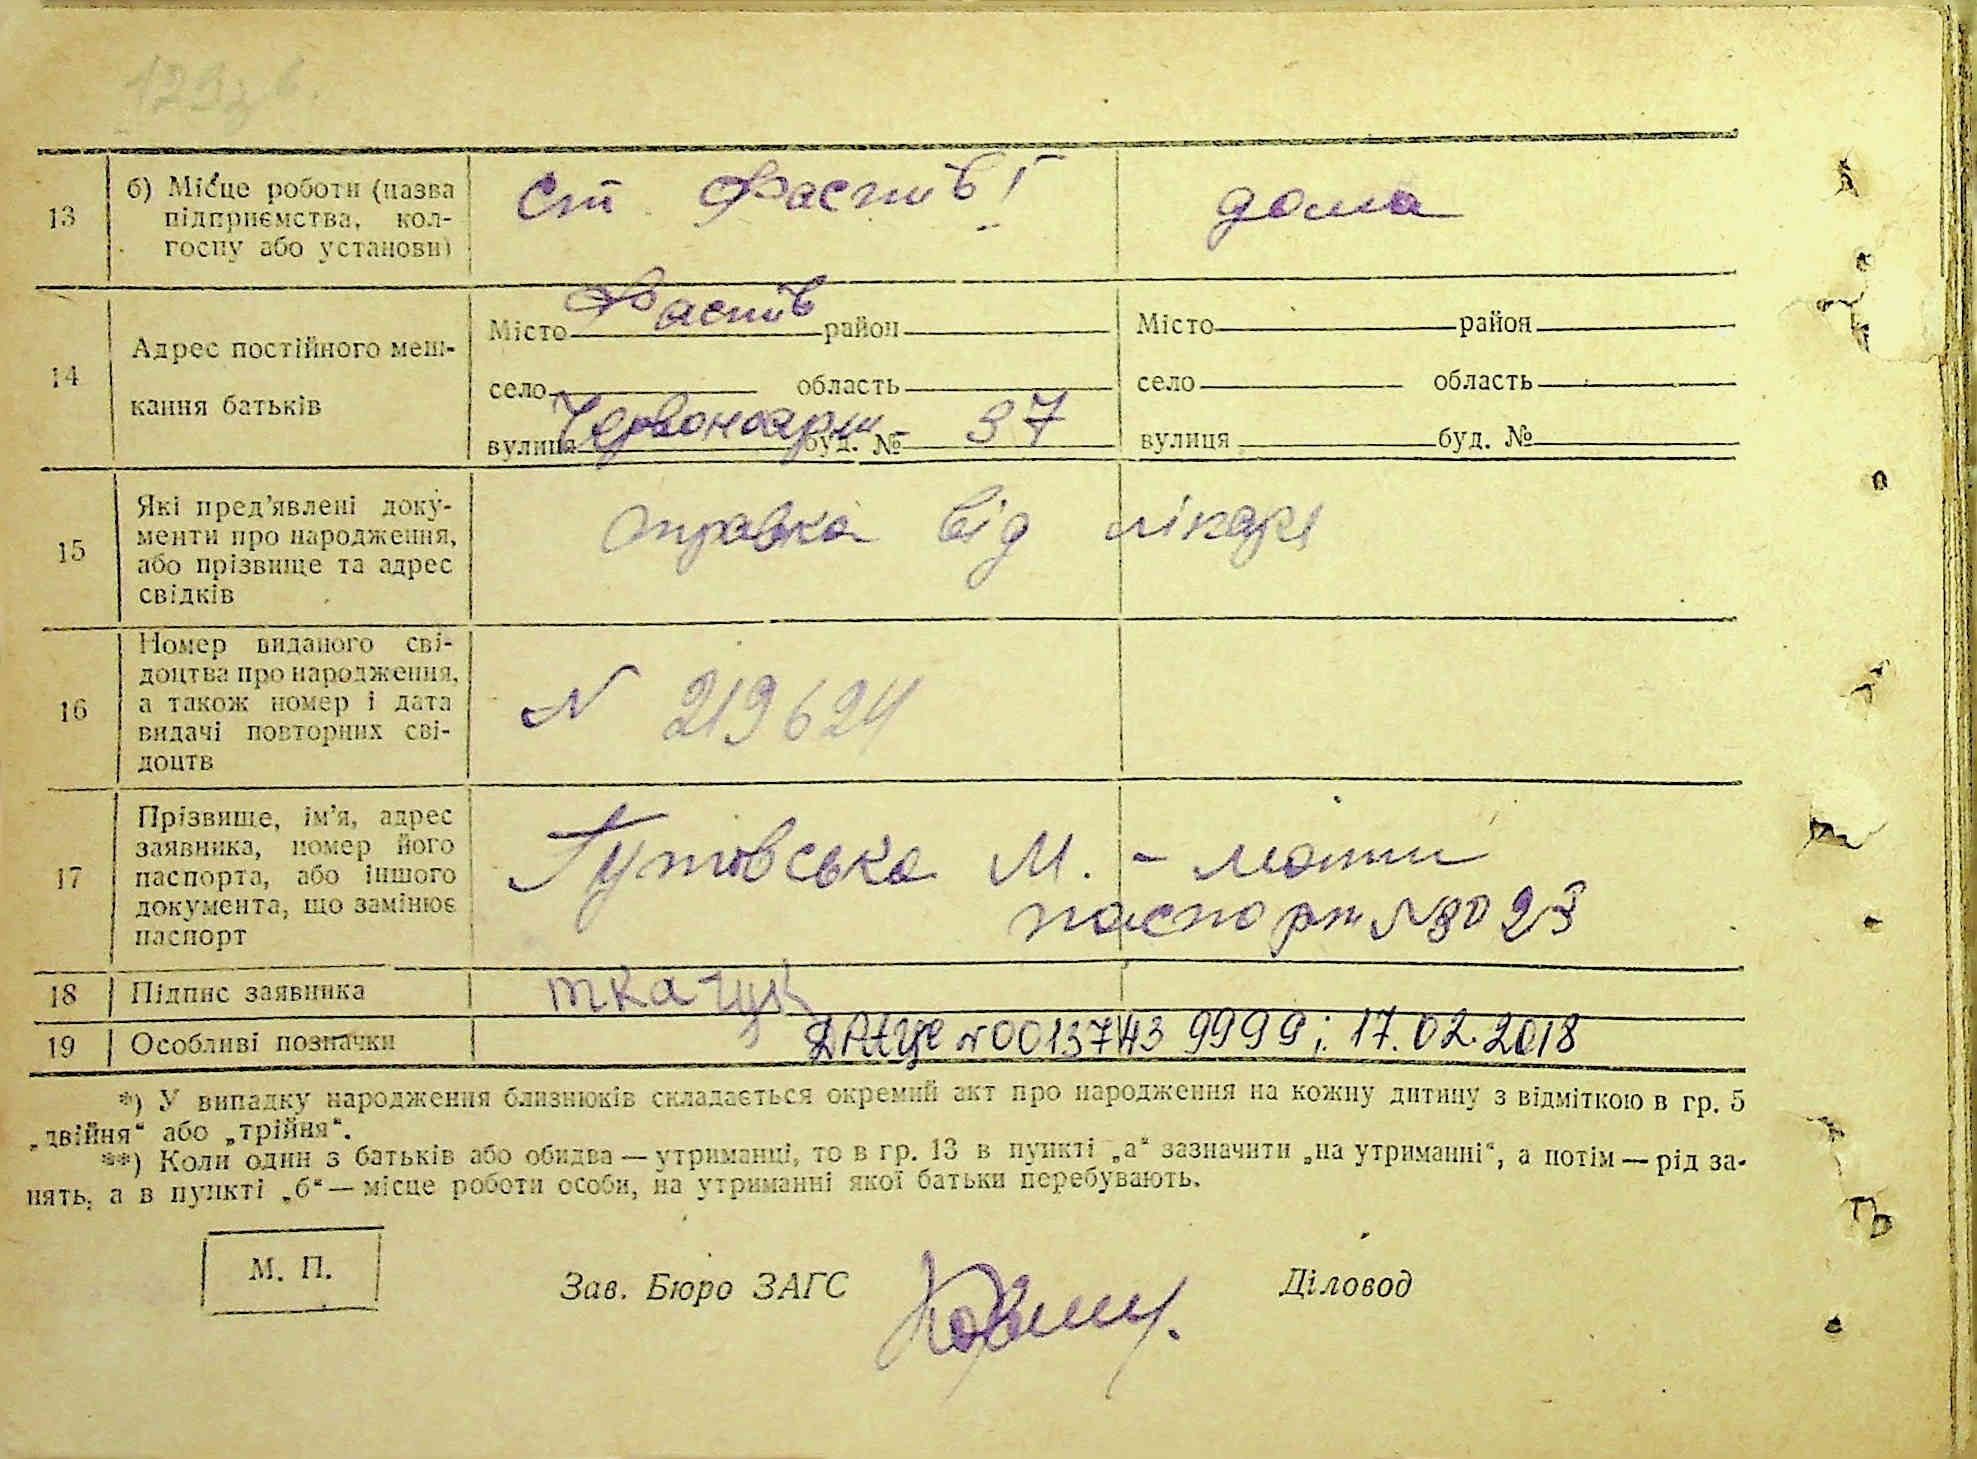 123зв.
13
б) Місце роботи (назва
підприємства, кол-
госпу або установи)
Ст Фастів І
дома
14
Адрес постійного меш-
кання батьків
Місто Фастів район
село область
вулиця Червоноарм буд. № 37
Місто район
село область
вулиця буд. №
15
Які пред'явлені доку-
менти про народження,
або прізвище та адрес
свідків
справка від лікаря
16
Номер виданого сві-
доцтва про народження,
а також номер і дата
видачі повторних сві-
доцтв
N 219624
17
Прізвище, ім'я, адрес
заявника, номер його
паспорта, або іншого
документа, що замінює
паспорт
Гутовська М. - мати
паспорт N
18
Підпис заявника
ткачук
19
Особливі позначки
N 00137439999; 17.02.2018
*) У випадку народження близнюків складається окремий акт про народження на кожну дитину з відміткою в гр. 5
„двійня“ або „трійня“.
**) Коли один з батьків або обидва — утриманці, то в гр. 13 в пункті „а“ зазначити „на утриманні“, а потім — рід за-
нять, а в пункті „б“ — місце роботи особи, на утриманні якої батьки перебувають.
М. П.
Зав. Бюро ЗАГС
Діловод